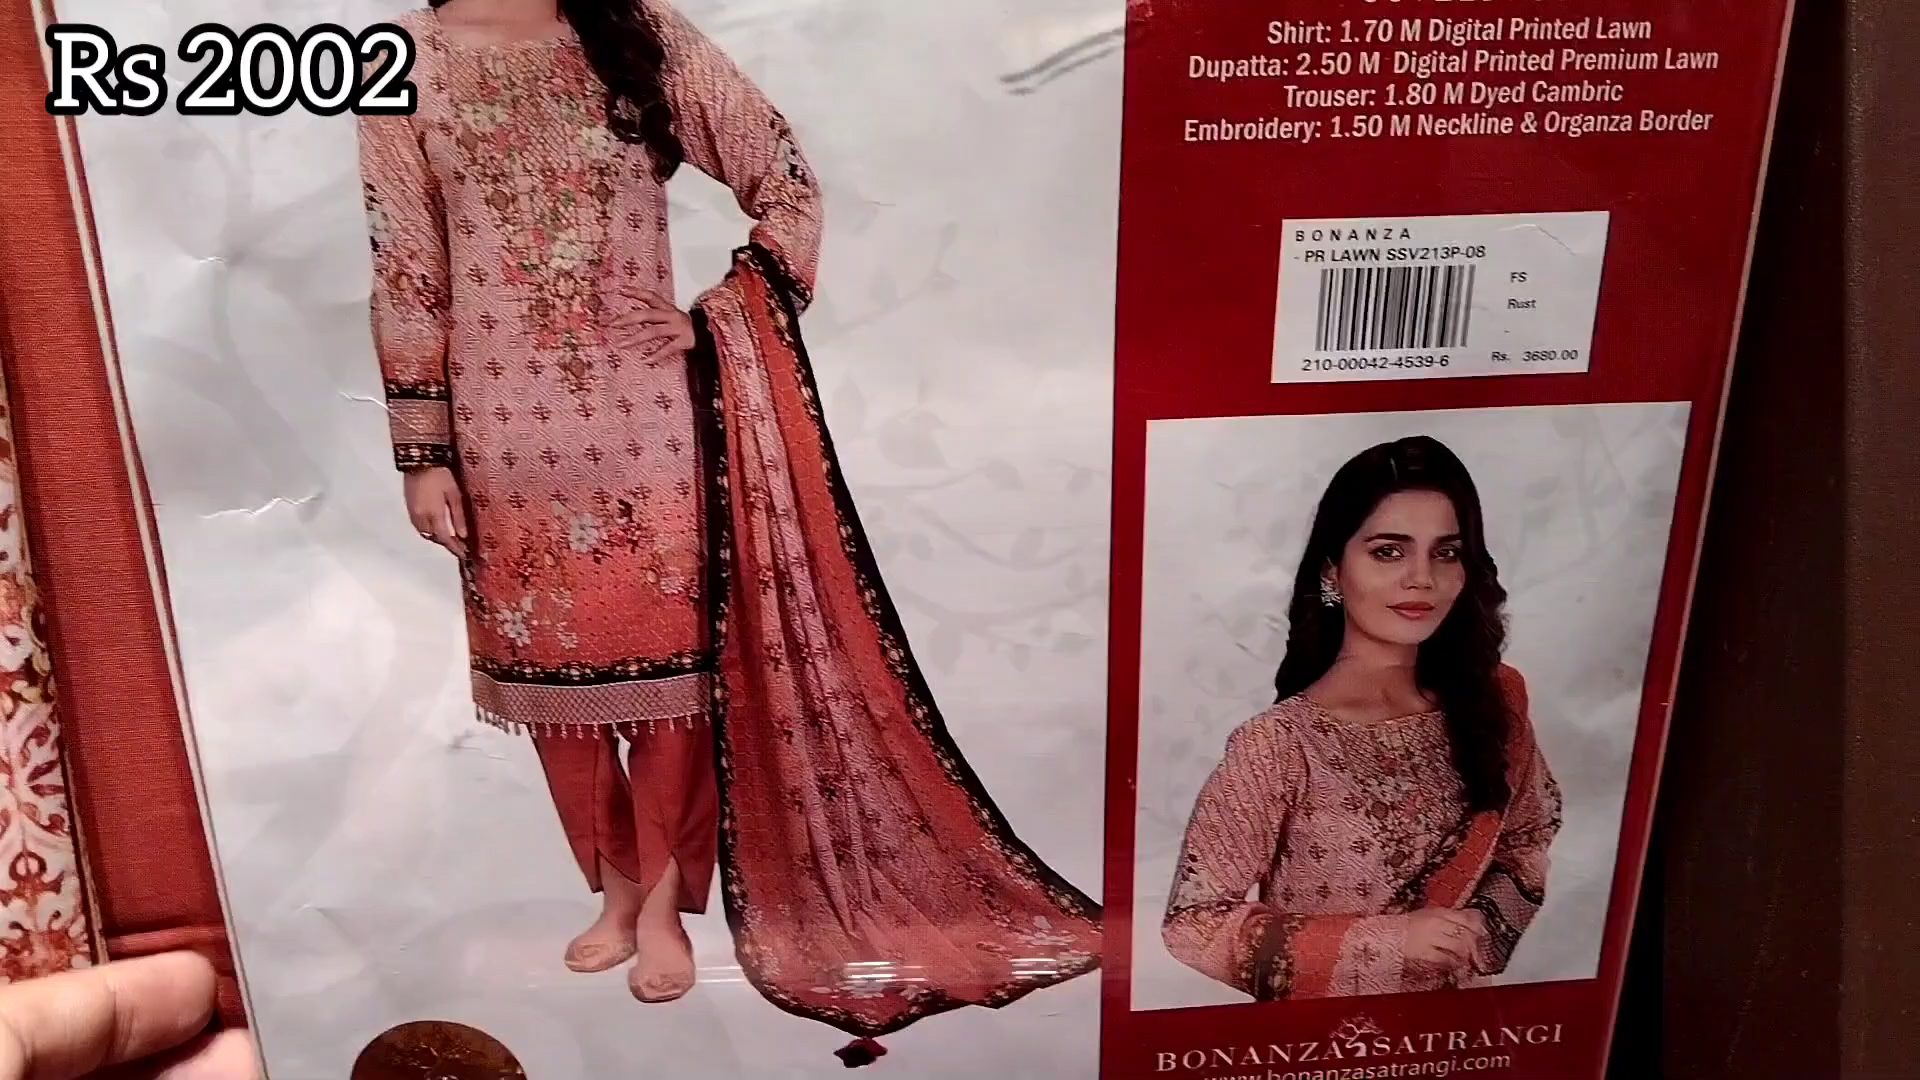 Rs 2002
Shirt: 1.70 M Digital Printed Lawn
Dupatta: 2.50 M Digital Printed Premium Lawn
Trouser: 1.80 M Dyed Cambric
Embroidery: 1.50 M Neckline & Organza Border
BONANZA
- PR LAWN SSV213P-08
FS
Rust
-
210-00042-4539-6 Rs. 3680.00
BONANZA SATRANGI
www.bonanzasatrangi.com